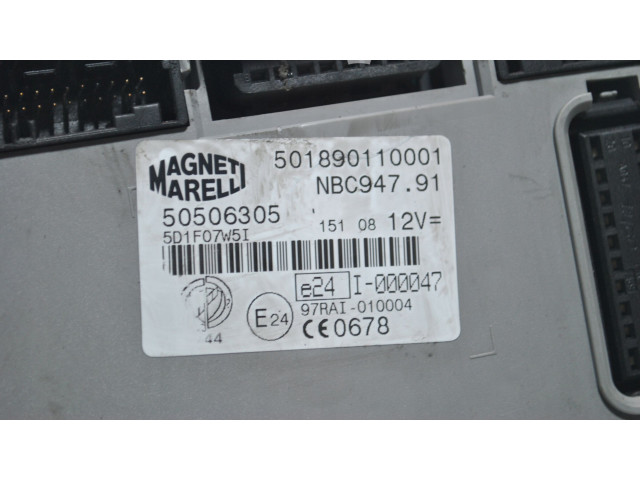 MAGNETI MARELLI
501890110001
NBC947.91
50506305
151 08 12V=
5D1F07W5I
e24 I-000047
E24
97RAI-010004
44
CE0678